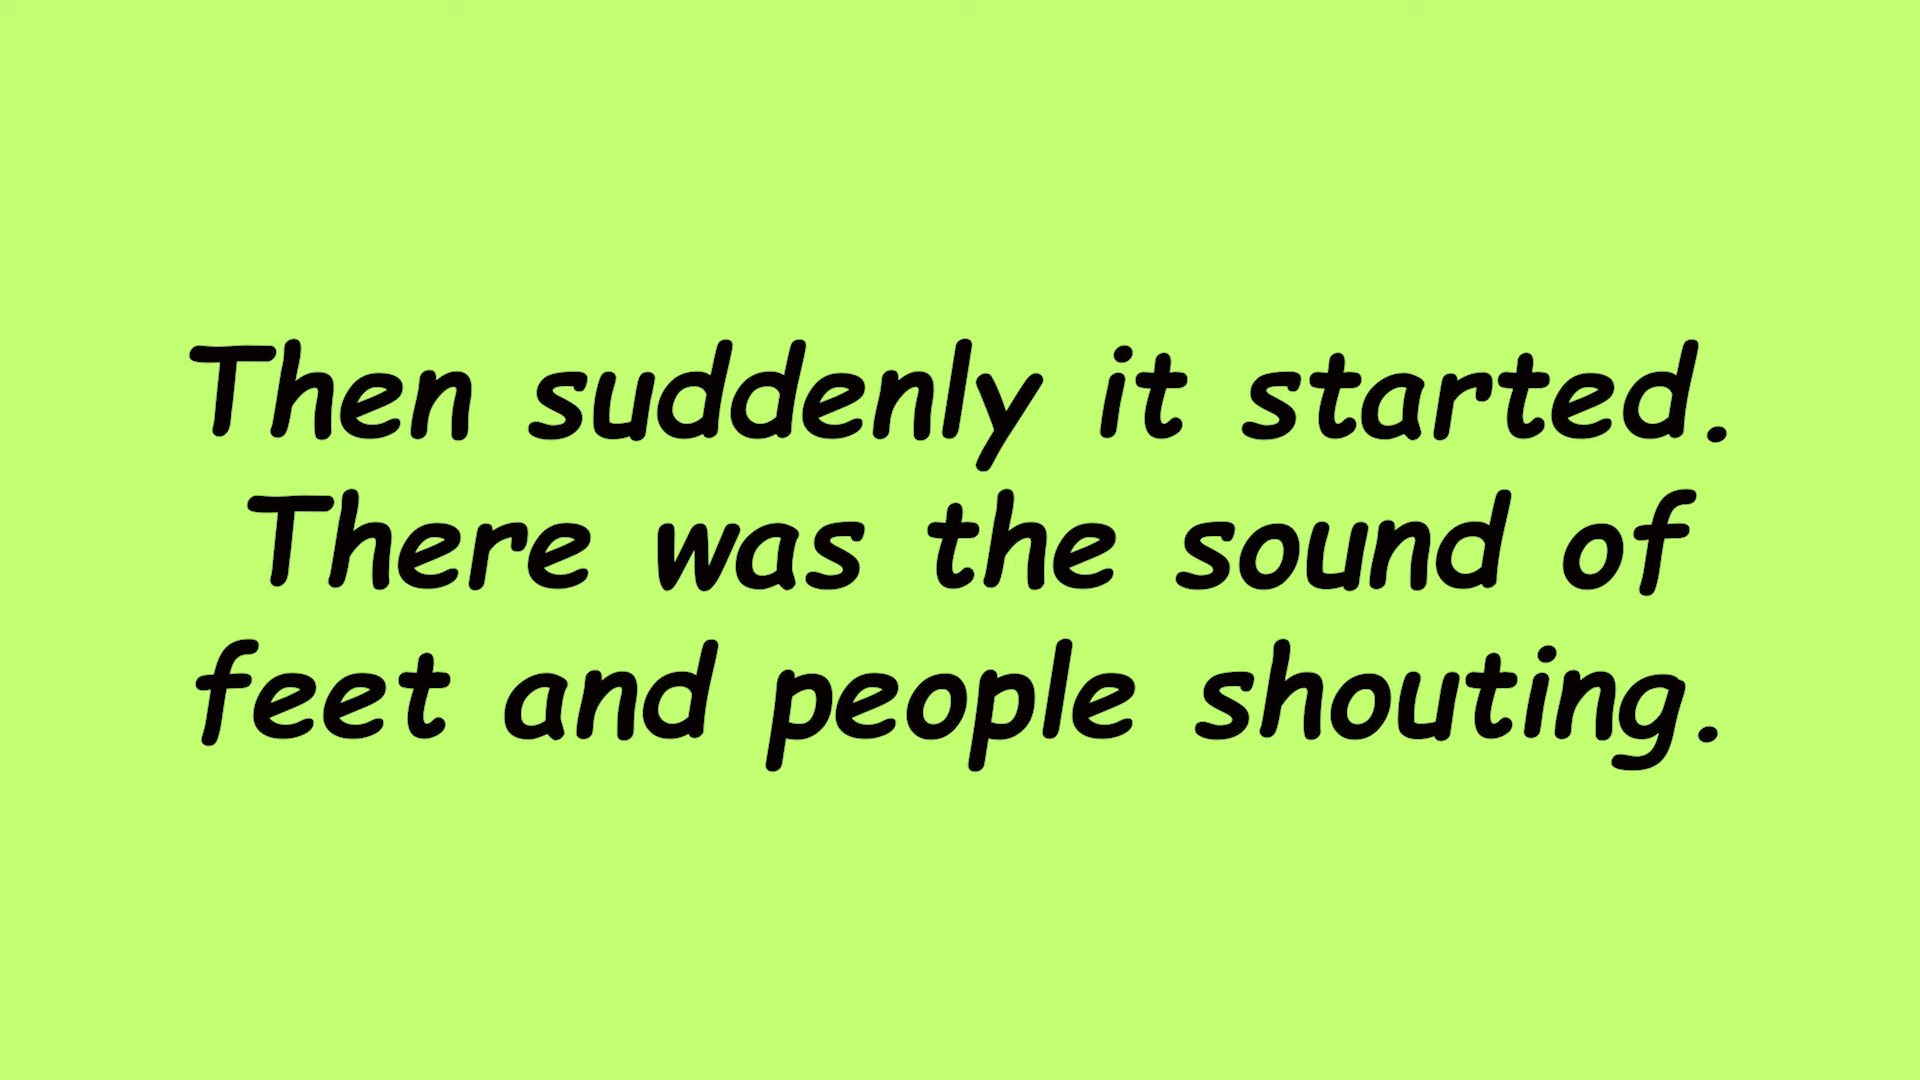 Then suddenly it started.
There was the sound of
feet and people shouting.